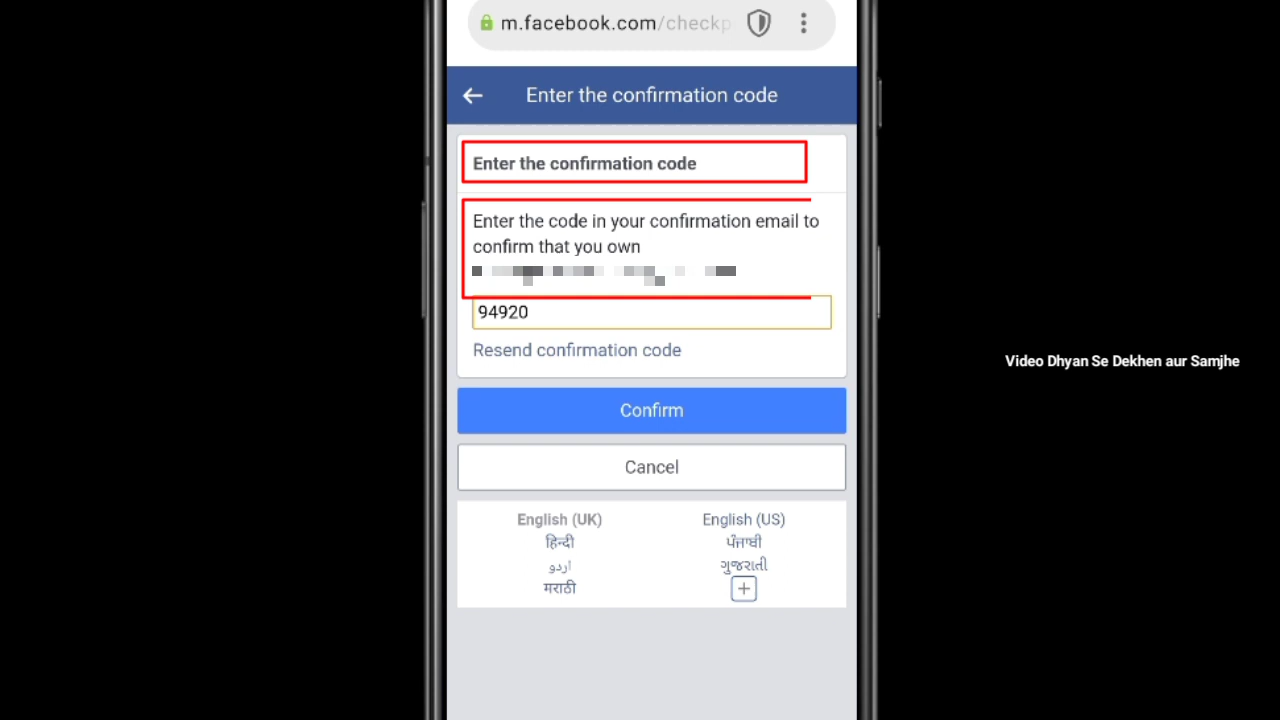 m.facebook.com/checkp
Enter the confirmation code
Enter the confirmation code
Enter the code in your confirmation email to
confirm that you own
94920
Resend confirmation code
Video Dhyan Se Dekhen aur Samjhe
Confirm
Cancel
English (UK)
English (US)
हिन्दी
ਪੰਜਾਬੀ
اردو
ગુજરાતી
मराठी